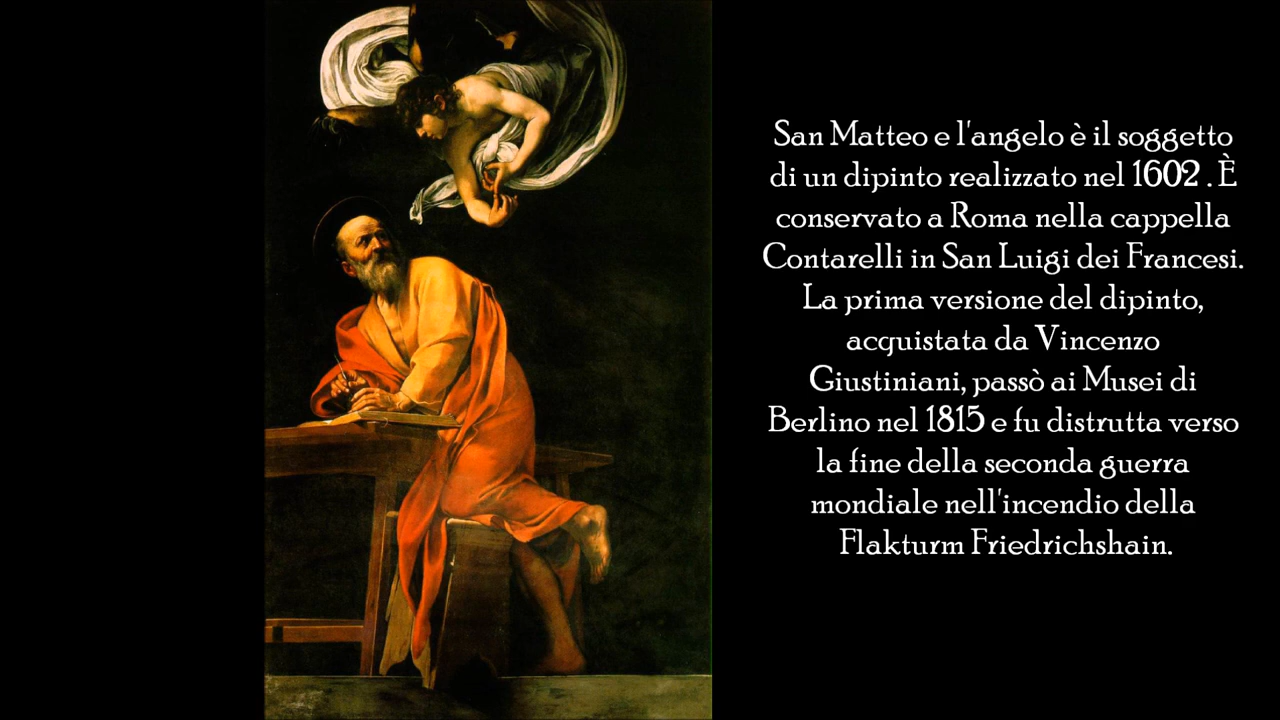 San Matteo e l'angelo è il soggetto
di un dipinto realizzato nel 1602 . È
conservato a Roma nella cappella
Contarelli in San Luigi dei Francesi.
La prima versione del dipinto,
acquistata da Vincenzo
Giustiniani, passò ai Musei di
Berlino nel 1815 e fu distrutta verso
la fine della seconda guerra
mondiale nell'incendio della
Flakturm Friedrichshain.